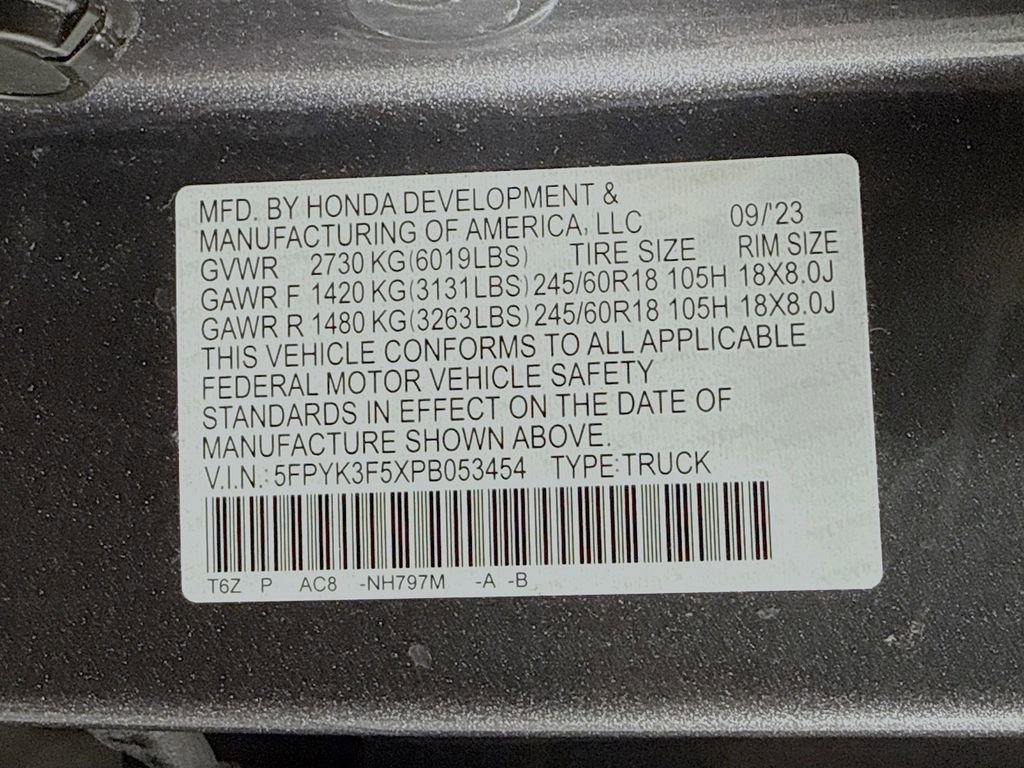 MFD. BY HONDA DEVELOPMENT &
MANUFACTURING OF AMERICA, LLC 09/'23
GVWR 2730 KG(6019LBS) TIRE SIZE RIM SIZE
GAWR F 1420 KG(3131LBS) 245/60R18 105H 18X8.0J
GAWR R 1480 KG(3263LBS) 245/60R18 105H 18X8.0J
THIS VEHICLE CONFORMS TO ALL APPLICABLE
FEDERAL MOTOR VEHICLE SAFETY
STANDARDS IN EFFECT ON THE DATE OF
MANUFACTURE SHOWN ABOVE.
V.I.N.: 5FPYK3F5XPB053454 TYPE:TRUCK
T6Z P AC8 -NH797M -A -B